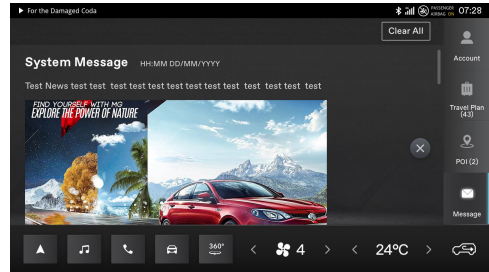 For the Damaged Coda
PASSENGER
AIRBAG ON
07:28
Clear All
Account
System Message HH:MM DD/MM/YYYY
Test News test test test test test test test test test test test test
FIND YOURSELF WITH MG
EXPLORE THE POWER OF NATURE
Travel Plan
(43)
POI (2)
Message
360°
< 4 >
< 24°C >